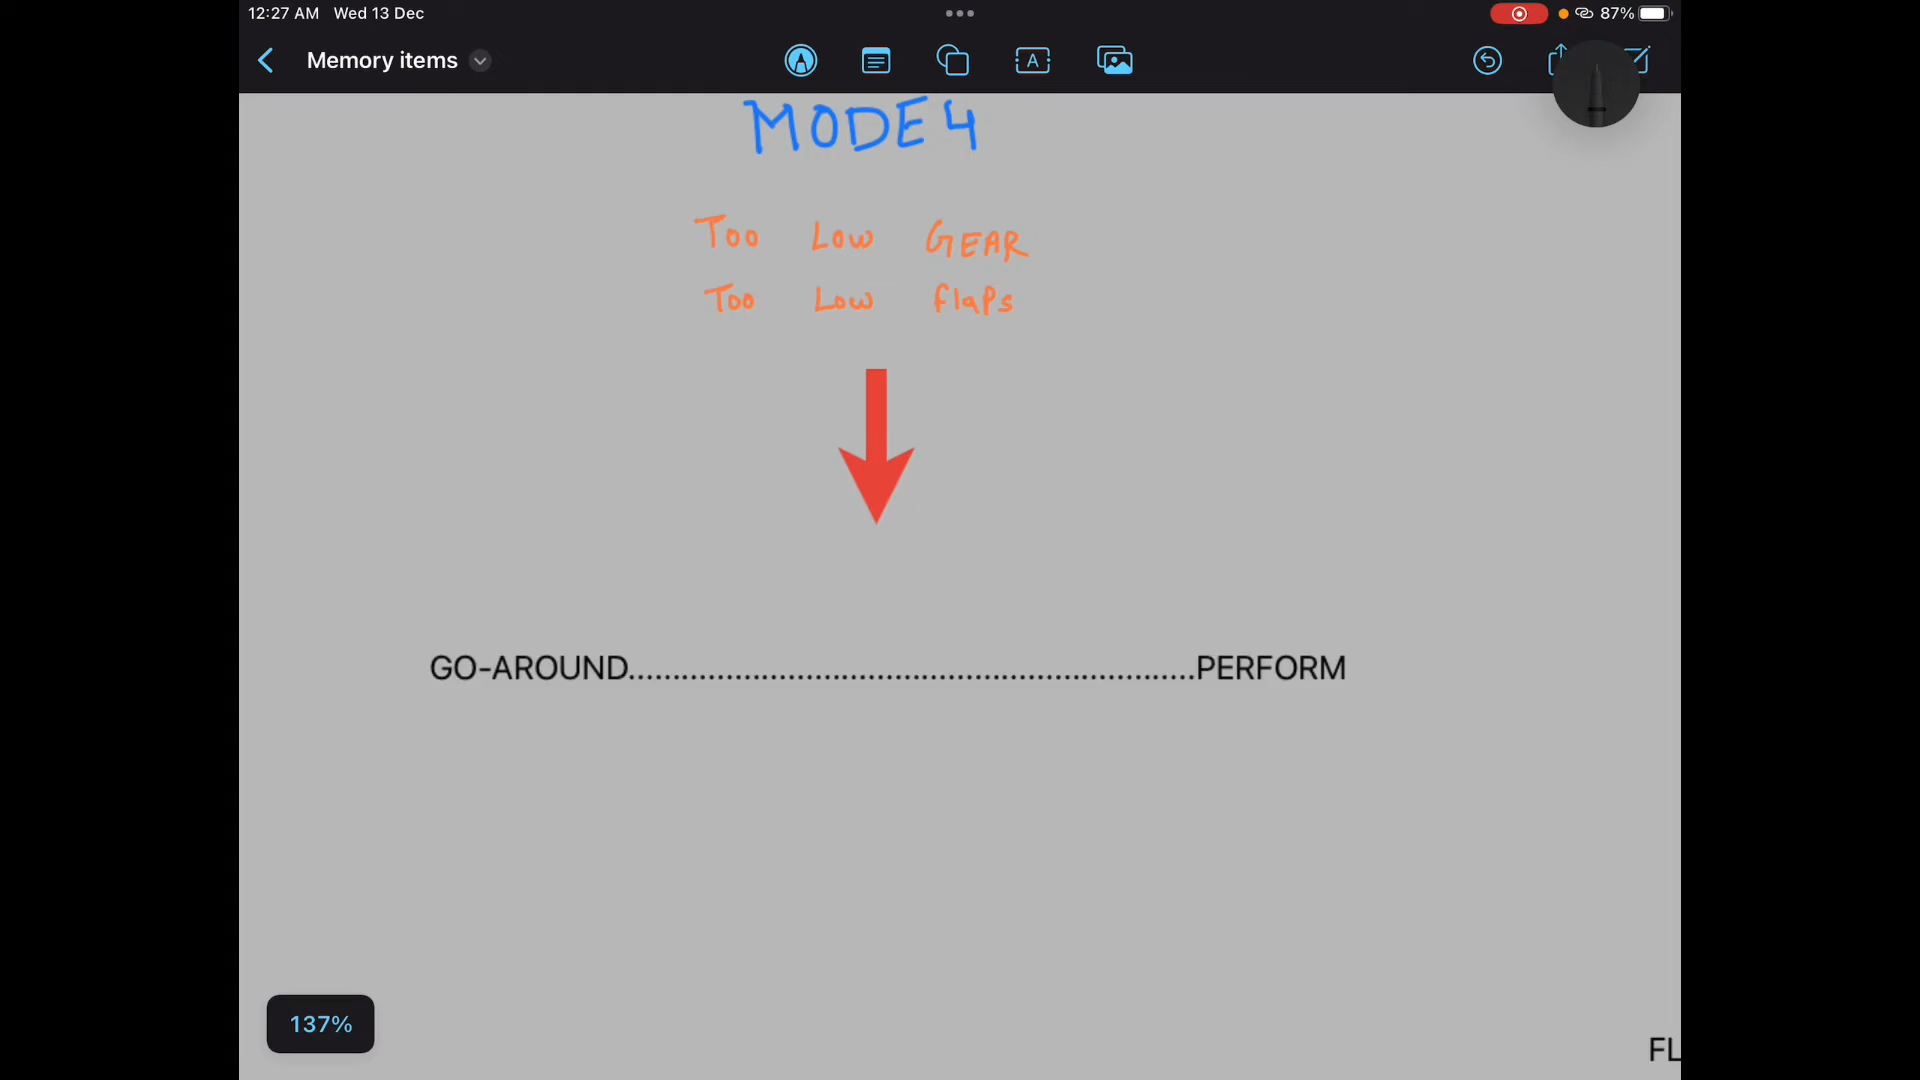 12:27 AM Wed 13 Dec
87%
Memory items
A
MODE 4
Too Low GEAR
Too Low flaps
GO-AROUND..............................................................PERFORM
137%
FL